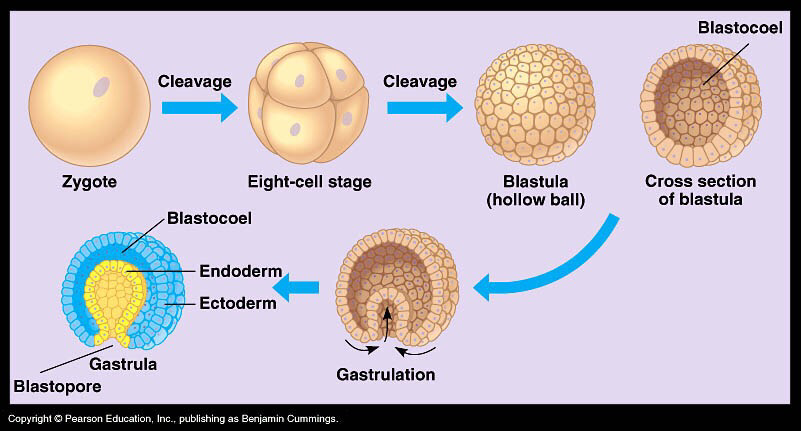 Blastocoel
Cleavage
Cleavage
Zygote
Eight-cell stage
Blastula
(hollow ball)
Cross section
of blastula
Blastocoel
Endoderm
Ectoderm
Gastrula
Blastopore
Gastrulation
Copyright © Pearson Education, Inc., publishing as Benjamin Cummings.